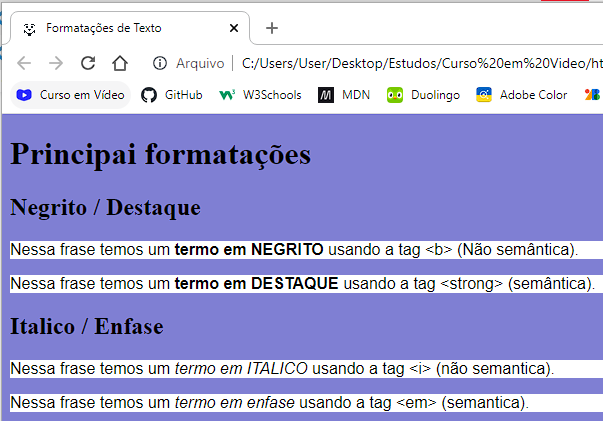 Formatações de Texto
Arquivo C:/Users/User/Desktop/Estudos/Curso%20em%20Video/ht
Curso em Vídeo GitHub W3Schools MDN Duolingo Adobe Color
Principai formatações
Negrito / Destaque
Nessa frase temos um termo em NEGRITO usando a tag <b> (Não semântica).
Nessa frase temos um termo em DESTAQUE usando a tag <strong> (semântica).
Italico / Enfase
Nessa frase temos um termo em ITALICO usando a tag <i> (não semantica).
Nessa frase temos um termo em enfase usando a tag <em> (semantica).